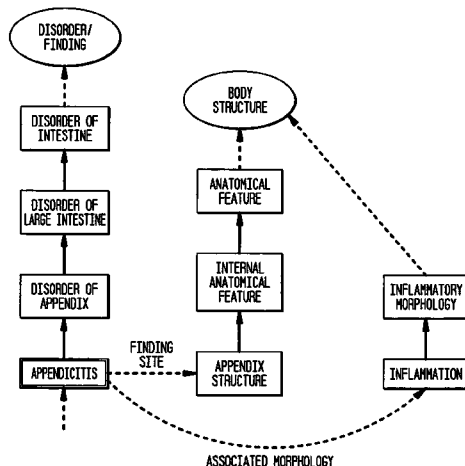 DISORDER/
FINDING
BODY
STRUCTURE
DISORDER OF
INTESTINE
ANATOMICAL
FEATURE
DISORDER OF
LARGE INTESTINE
INTERNAL
ANATOMICAL
FEATURE
DISORDER OF
APPENDIX
INFLAMMATORY
MORPHOLOGY
FINDING
SITE
APPENDICITIS
APPENDIX
STRUCTURE
INFLAMMATION
ASSOCIATED MORPHOLOGY